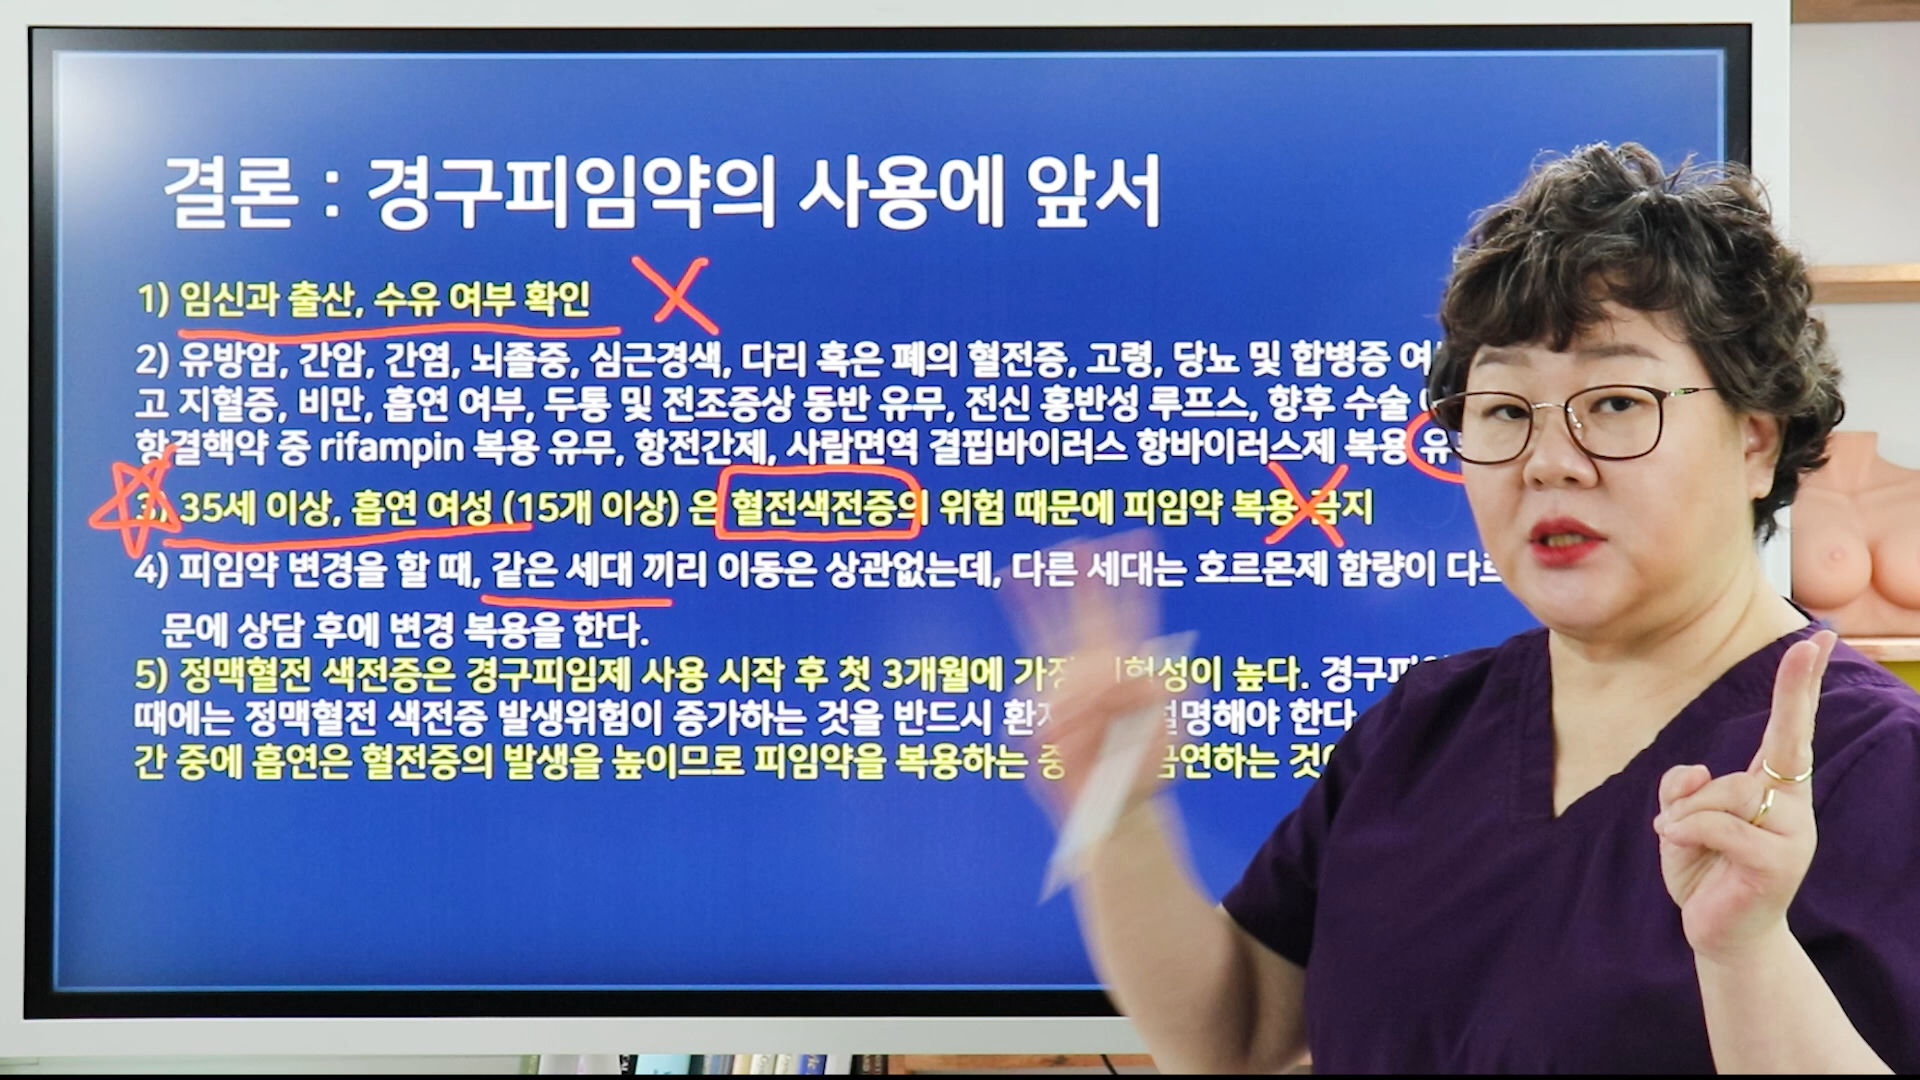 결론 : 경구피임약의 사용에 앞서
1) 임신과 출산, 수유 여부 확인
2) 유방암, 간암, 간염, 뇌졸중, 심근경색, 다리 혹은 폐의 혈전증, 고령, 당뇨 및 합병증
고 지혈증, 비만, 흡연 여부, 두통 및 전조증상 동반 유무, 전신 홍반성 루프스, 향후 수술
항결핵약 중 rifampin 복용 유무, 항전간제, 사람면역 결핍바이러스 항바이러스제 복용
3) 35세 이상, 흡연 여성 (15개 이상) 은 혈전색전증의 위험 때문에 피임약 복용 금지
4) 피임약 변경을 할 때, 같은 세대 끼리 이동은 상관없는데, 다른 세대는 호르몬제 함량이
문에 상담 후에 변경 복용을 한다.
5) 정맥혈전 색전증은 경구피임제 사용 시작 후 첫 3개월에 높다.
때에는 정맥혈전 색전증 발생위험이 증가하는 것을 반드시 한다
간 중에 흡연은 혈전증의 발생을 높이므로 피임약을 복용하는